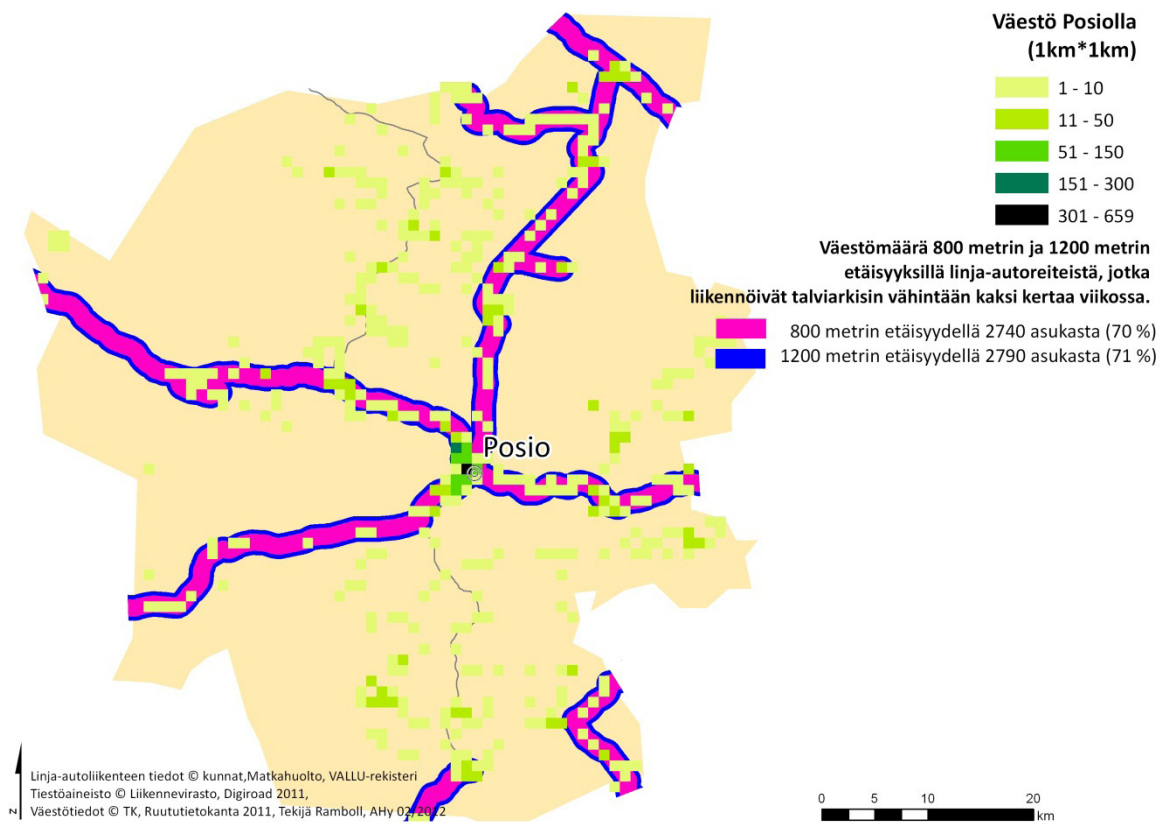 Väestö Posiolla
(1km*1km)
1 - 10
11 - 50
51 - 150
151 - 300
301 - 659
Väestömäärä 800 metrin ja 1200 metrin
etäisyyksillä linja-autoreiteistä, jotka
liikennöivät talviarkisin vähintään kaksi kertaa viikossa.
800 metrin etäisyydellä 2740 asukasta (70 %)
1200 metrin etäisyydellä 2790 asukasta (71 %)
Posio
Linja-autoliikenteen tiedot © kunnat,Matkahuolto, VALLU-rekisteri
Tiestöaineisto © Liikennevirasto, Digiroad 2011,
Väestötiedot © TK, Ruututietokanta 2011, Tekijä Ramboll, AHy 02/2012
N
0 5 10 20
km